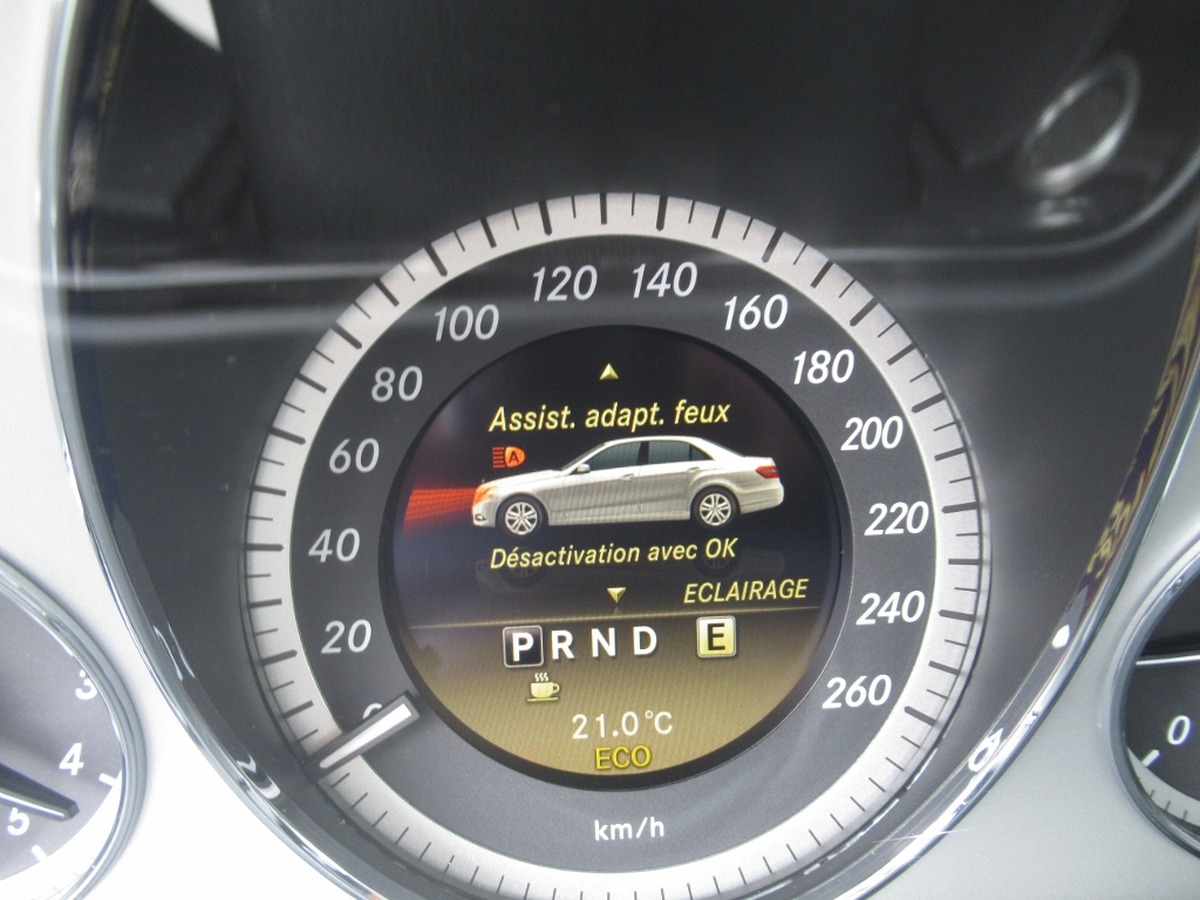 120 140
100 160
80 180
60 200
40 220
20 240
0 260
Assist. adapt. feux
A
Désactivation avec OK
ECLAIRAGE
P R N D E
21.0°C
ECO
km/h
3
4
5
0